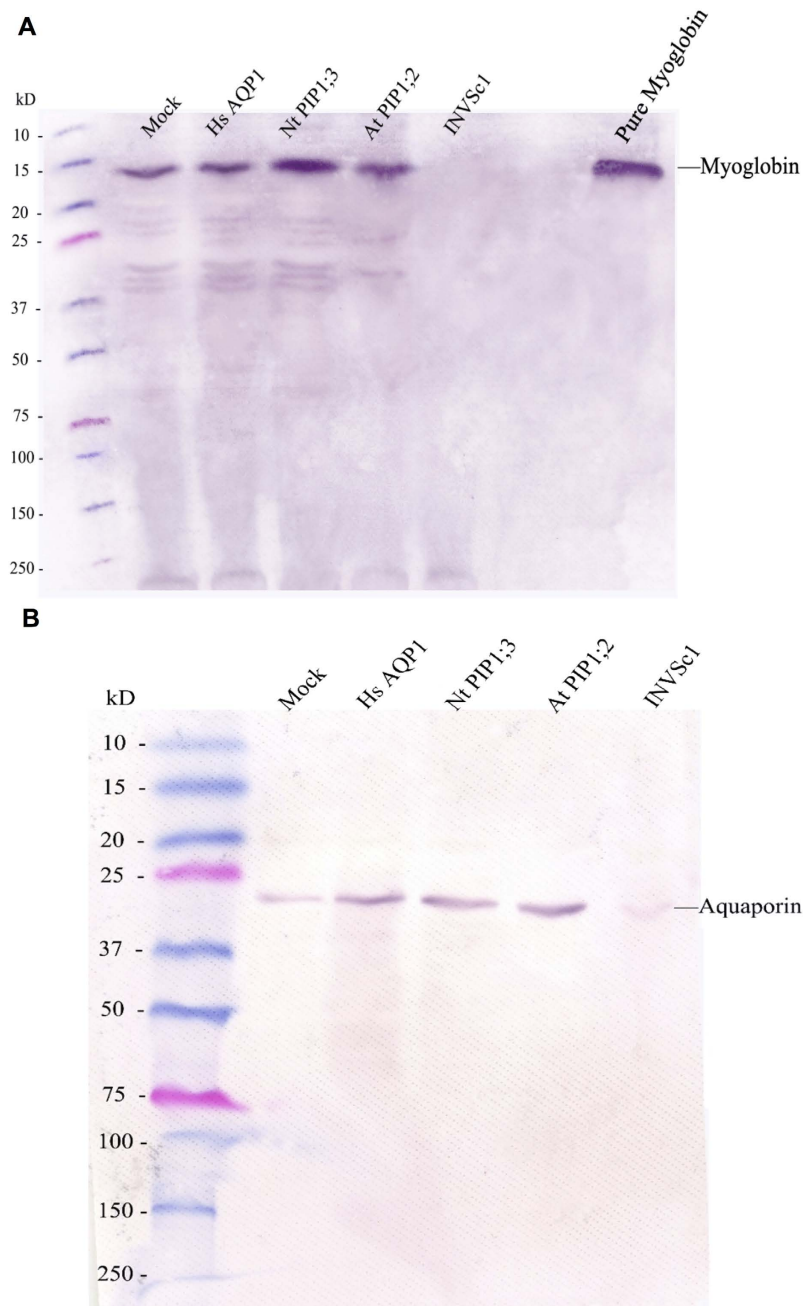 A
kD
Mock
Hs AQP1
Nt PIP1;3
At PIP1;2
INVSc1
Pure Myoglobin
10 -
15 -
Myoglobin
20 -
25 -
37 -
50 -
75 -
100 -
150 -
250 -
B
kD
Mock
Hs AQP1
Nt PIP1;3
At PIP1;2
INVSc1
10 -
15 -
20 -
25 -
Aquaporin
37 -
50 -
75 -
100 -
150 -
250 -